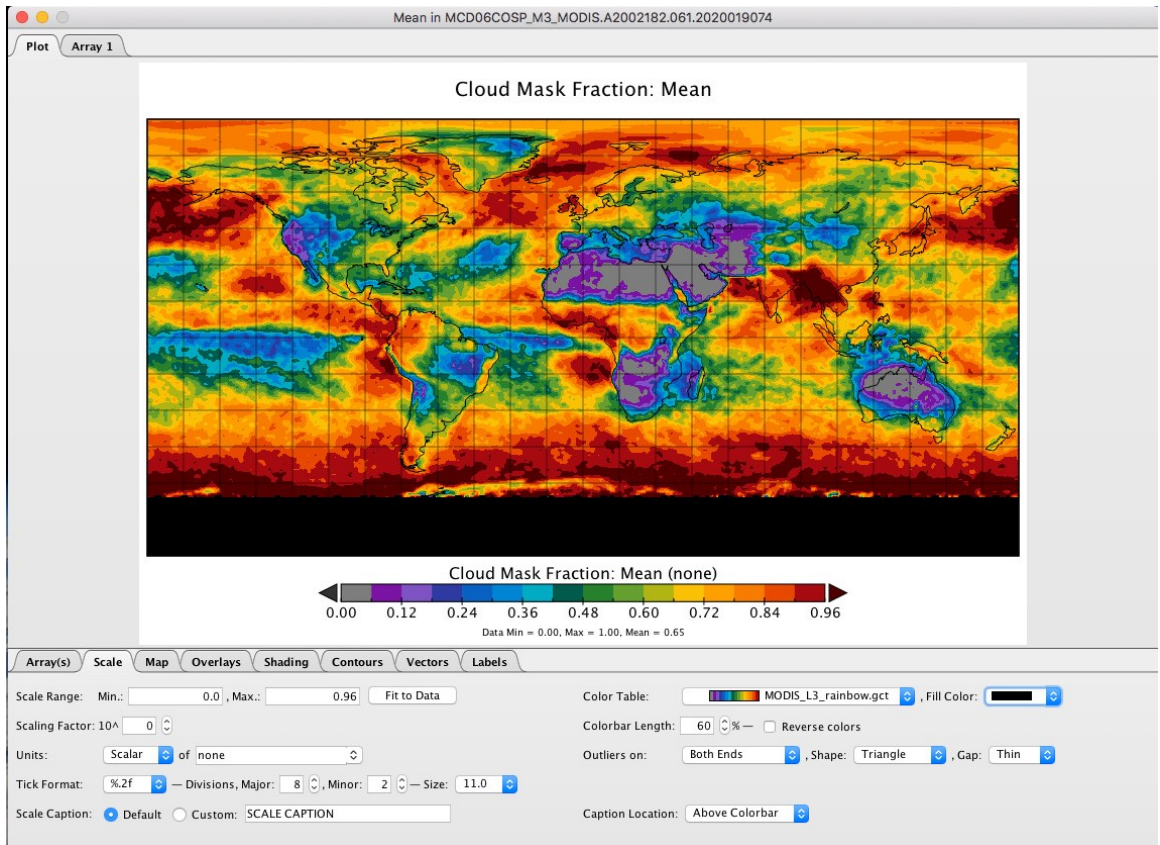 Mean in MCD06COSP_M3_MODIS.A2002182.061.2020019074
Plot Array 1
Cloud Mask Fraction: Mean
Cloud Mask Fraction: Mean (none)
0.00 0.12 0.24 0.36 0.48 0.60 0.72 0.84 0.96
Data Min = 0.00, Max = 1.00, Mean = 0.65
Array(s) Scale Map Overlays Shading Contours Vectors Labels
Scale Range: Min.: 0.0 , Max.: 0.96 Fit to Data Color Table: MODIS_L3_rainbow.gct , Fill Color:
Scaling Factor: 10^ 0 Colorbar Length: 60 % — Reverse colors
Units: Scalar of none Outliers on: Both Ends , Shape: Triangle , Gap: Thin
Tick Format: %.2f — Divisions, Major: 8 , Minor: 2 — Size: 11.0
Scale Caption: Default Custom: SCALE CAPTION Caption Location: Above Colorbar